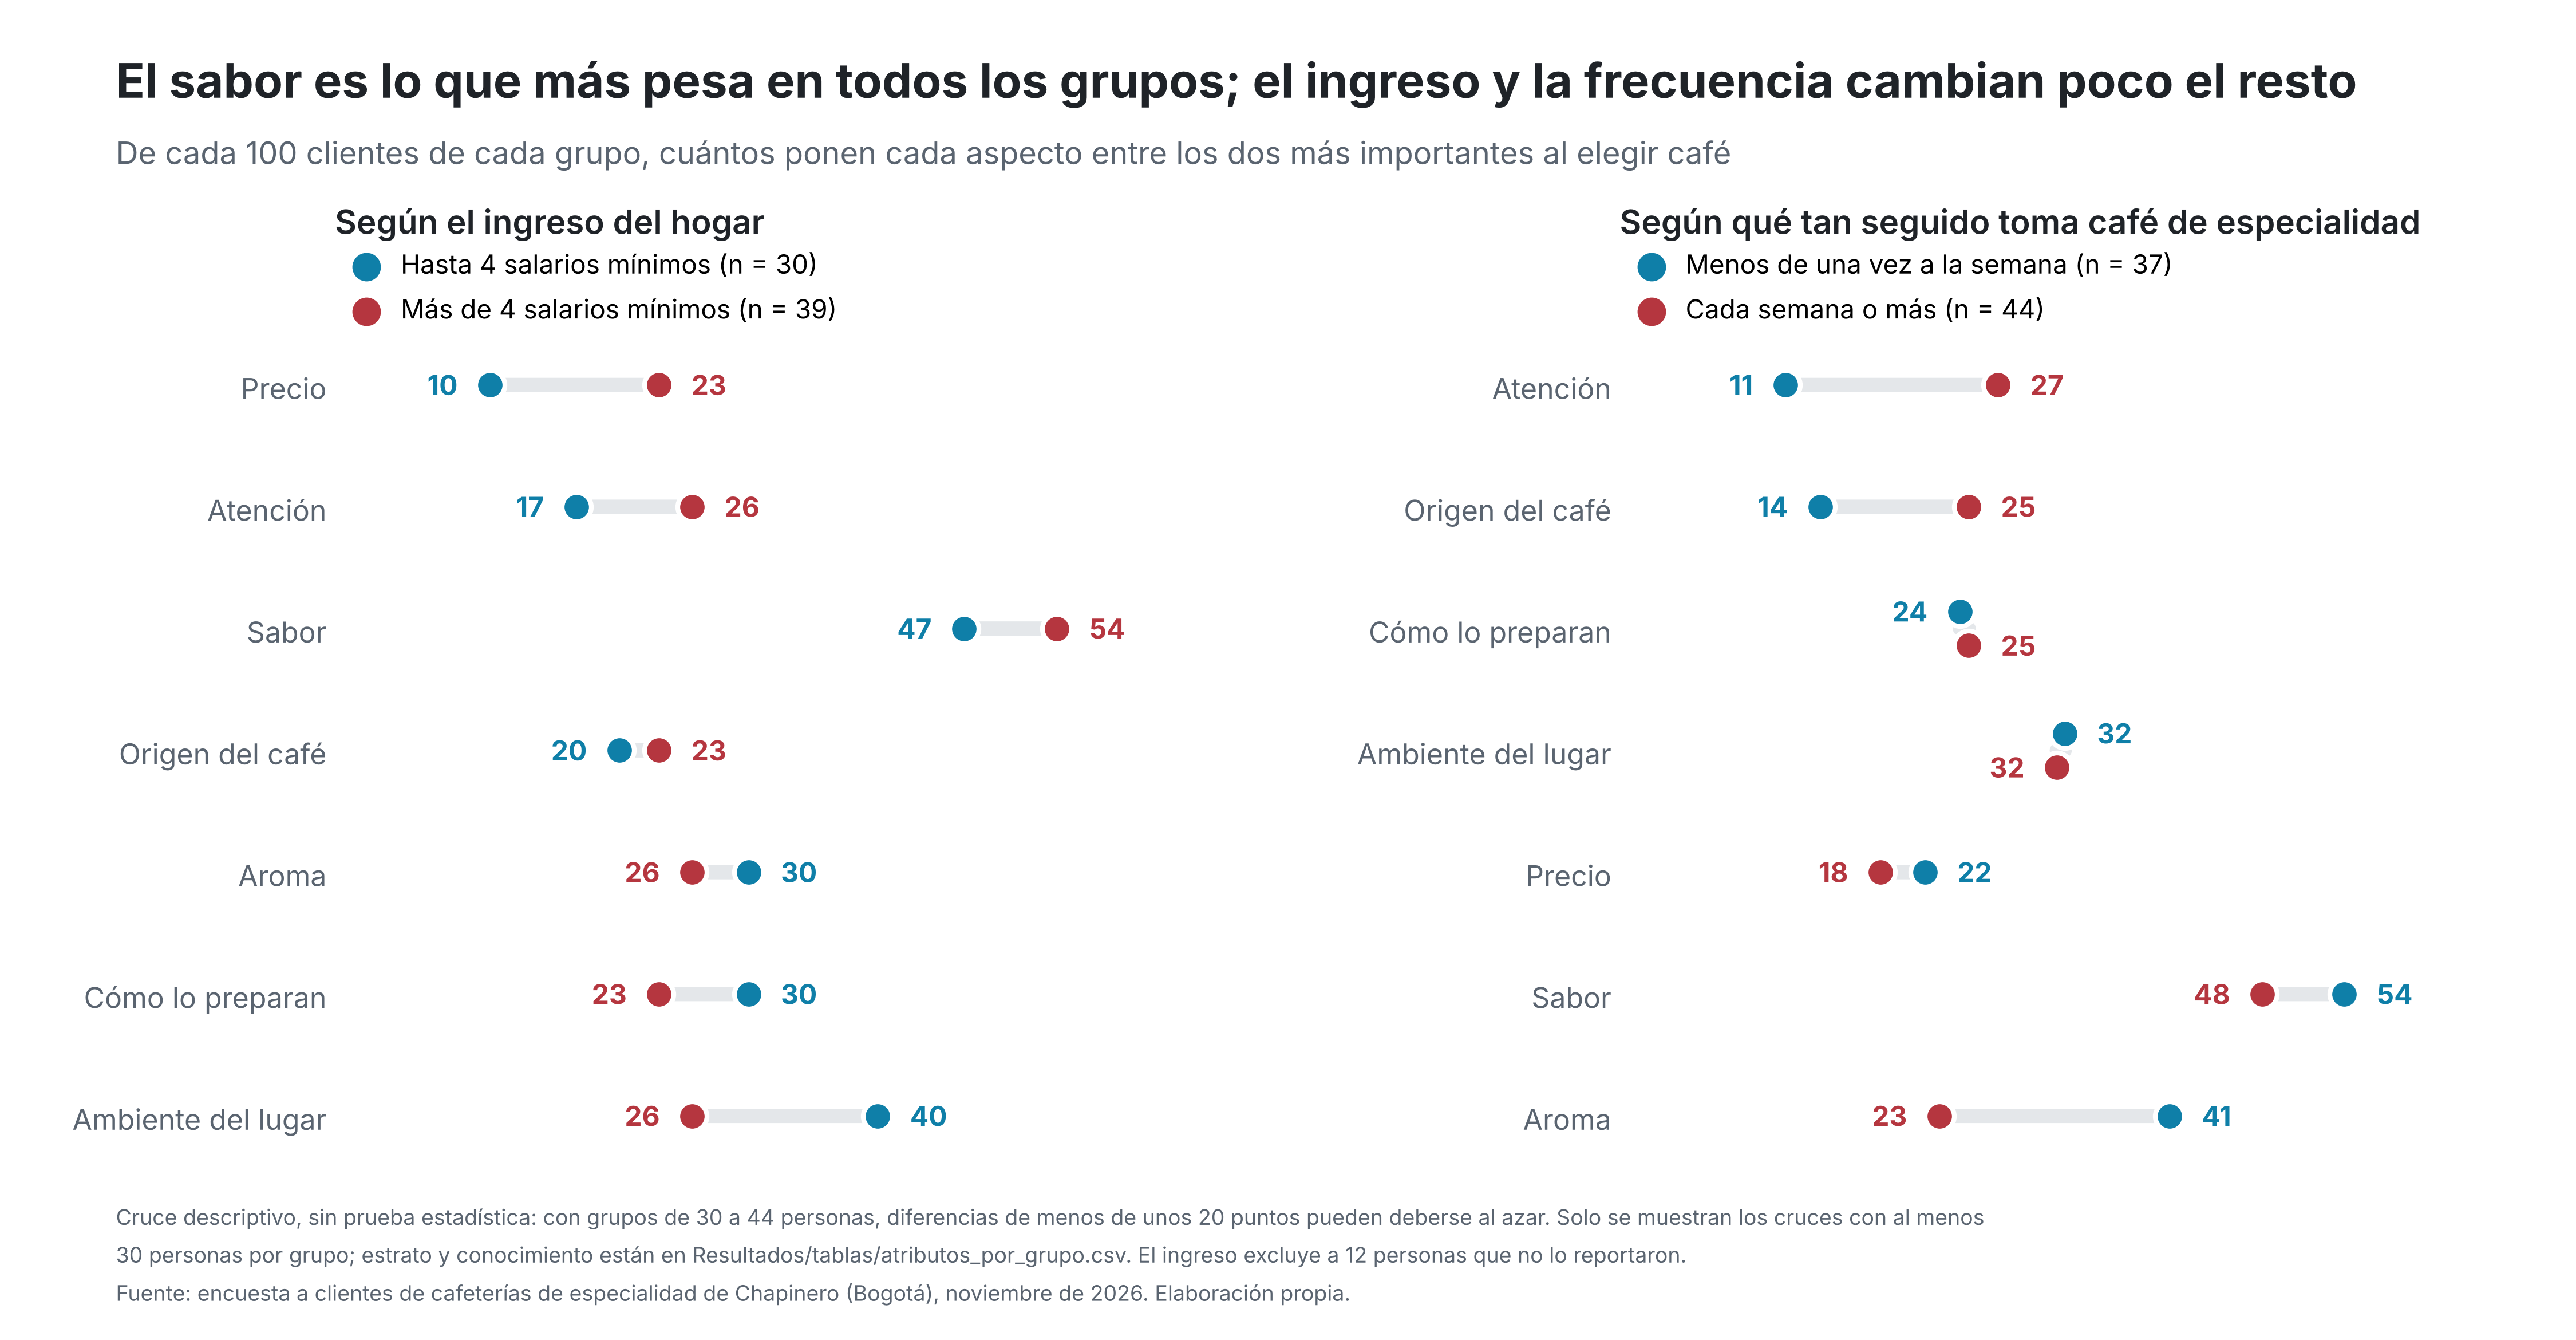 El sabor es lo que más pesa en todos los grupos; el ingreso y la frecuencia cambian poco el resto
De cada 100 clientes de cada grupo, cuántos ponen cada aspecto entre los dos más importantes al elegir café
Según el ingreso del hogar
Hasta 4 salarios mínimos (n = 30)
Más de 4 salarios mínimos (n = 39)
Precio 10 23
Atención 17 26
Sabor 47 54
Origen del café 20 23
Aroma 26 30
Cómo lo preparan 23 30
Ambiente del lugar 26 40
Según qué tan seguido toma café de especialidad
Menos de una vez a la semana (n = 37)
Cada semana o más (n = 44)
Atención 11 27
Origen del café 14 25
Cómo lo preparan 24 25
Ambiente del lugar 32 32
Precio 18 22
Sabor 48 54
Aroma 23 41
Cruce descriptivo, sin prueba estadística: con grupos de 30 a 44 personas, diferencias de menos de unos 20 puntos pueden deberse al azar. Solo se muestran los cruces con al menos
30 personas por grupo; estrato y conocimiento están en Resultados/tablas/atributos_por_grupo.csv. El ingreso excluye a 12 personas que no lo reportaron.
Fuente: encuesta a clientes de cafeterías de especialidad de Chapinero (Bogotá), noviembre de 2026. Elaboración propia.